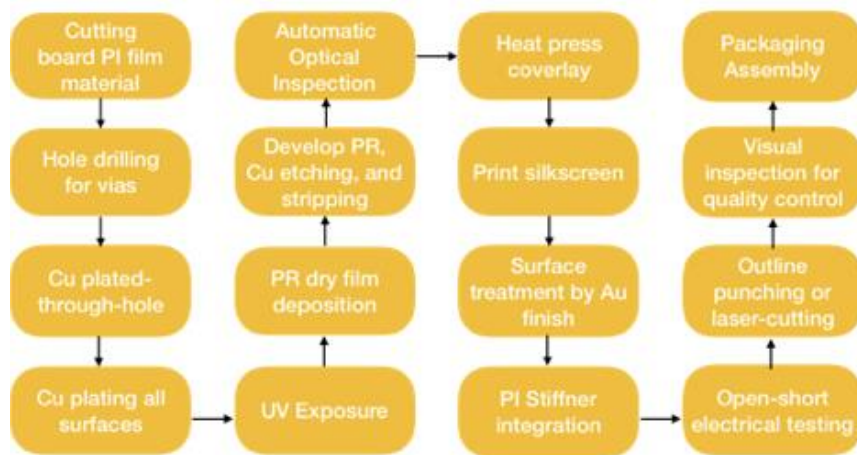 Cutting
board PI film
material
Hole drilling
for vias
Cu plated-
through-hole
Cu plating all
surfaces
UV Exposure
PR dry film
deposition
Develop PR,
Cu etching, and
stripping
Automatic
Optical
Inspection
Heat press
coverlay
Print silkscreen
Surface
treatment by Au
finish
PI Stiffner
integration
Open-short
electrical testing
Outline
punching or
laser-cutting
Visual
inspection for
quality control
Packaging
Assembly